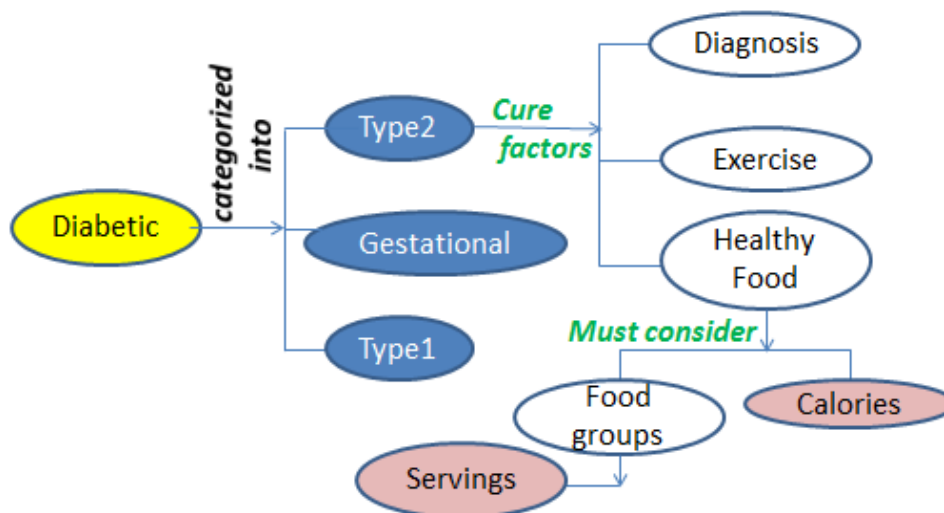 Diabetic
categorized
into
Type2
Gestational
Type1
Cure
factors
Diagnosis
Exercise
Healthy
Food
Must consider
Food
groups
Calories
Servings